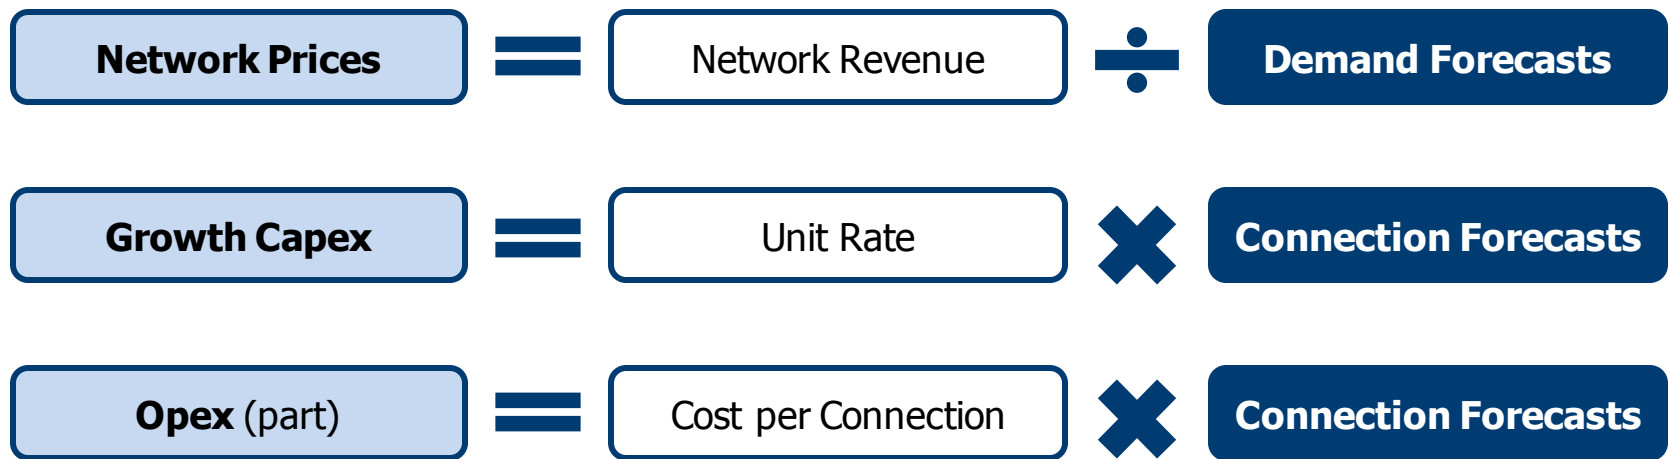 Network Prices = Network Revenue ÷ Demand Forecasts
Growth Capex = Unit Rate × Connection Forecasts
Opex (part) = Cost per Connection × Connection Forecasts